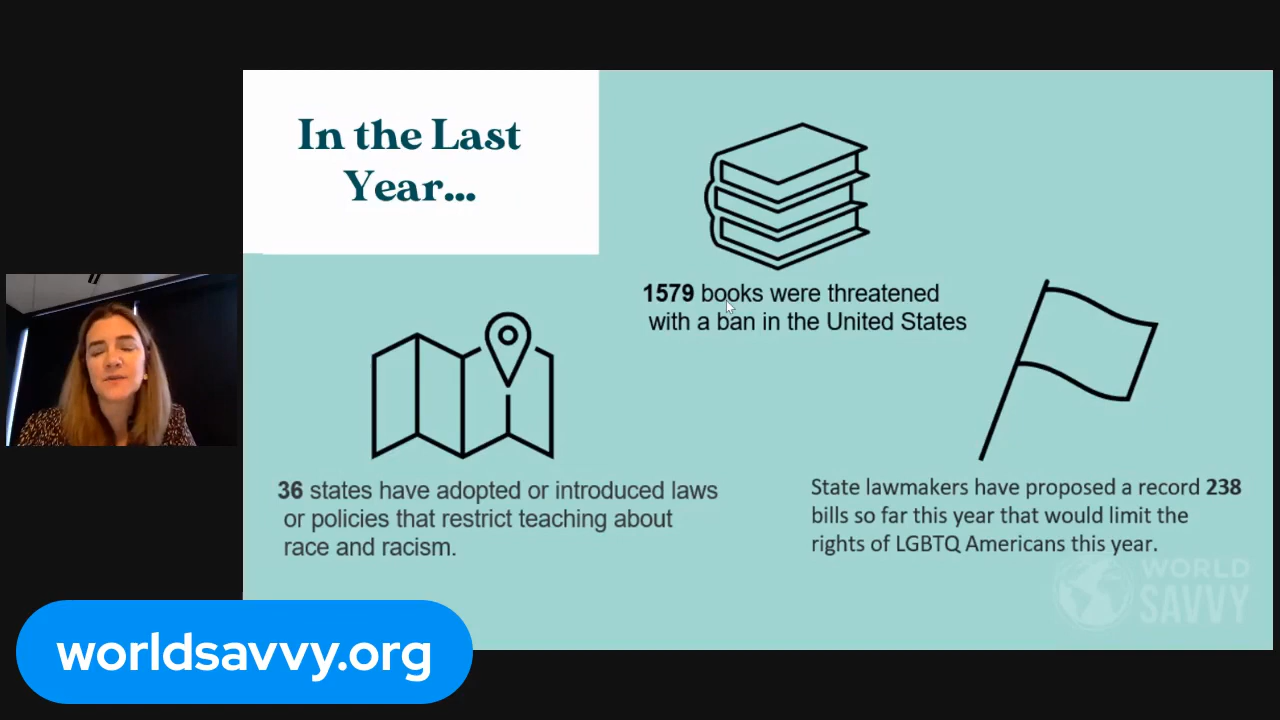 In the Last
Year...
1579 books were threatened
with a ban in the United States
36 states have adopted or introduced laws
or policies that restrict teaching about
race and racism.
State lawmakers have proposed a record 238
bills so far this year that would limit the
rights of LGBTQ Americans this year.
WORLD
SAVVY
worldsavvy.org